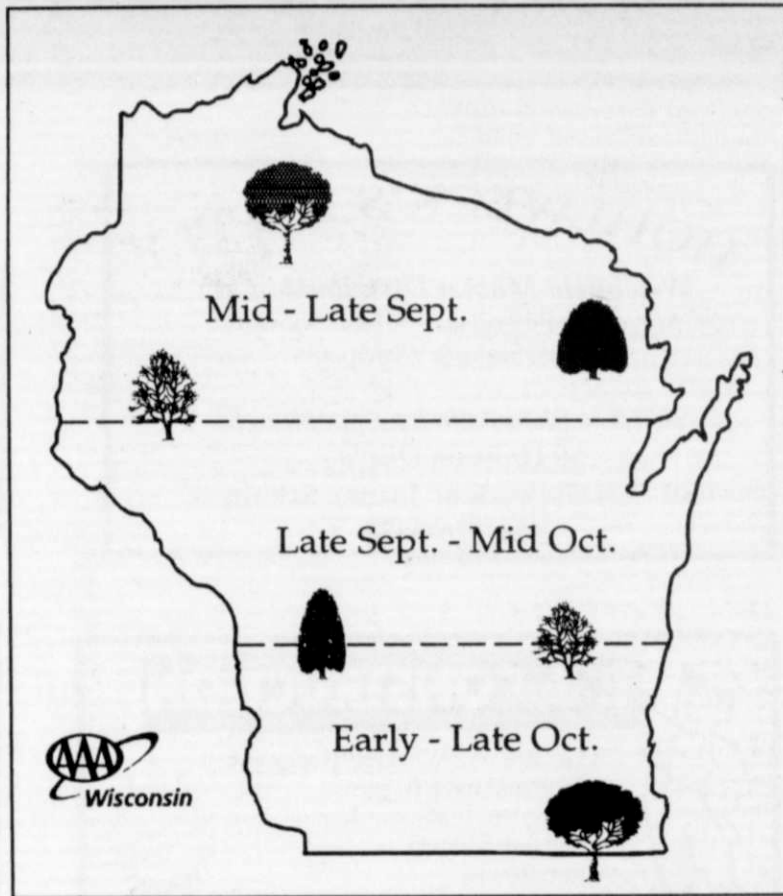 Mid - Late Sept.
Late Sept. - Mid Oct.
Early - Late Oct.
AAA
Wisconsin